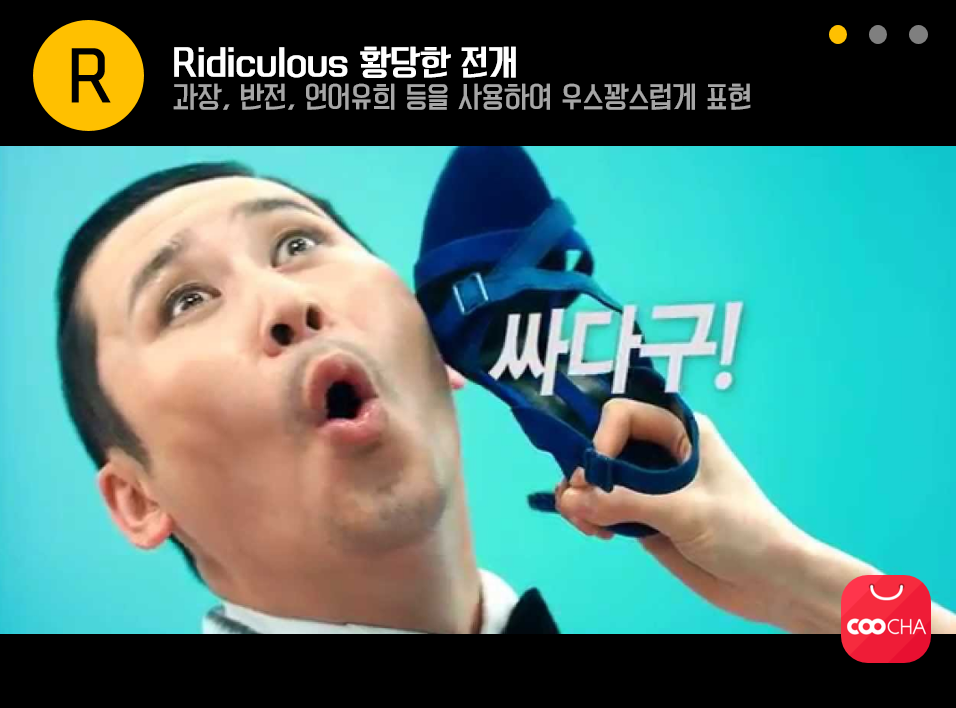 R
Ridiculous 황당한 전개
과장, 반전, 언어유희 등을 사용하여 우스꽝스럽게 표현
싸다구!
COOCHA